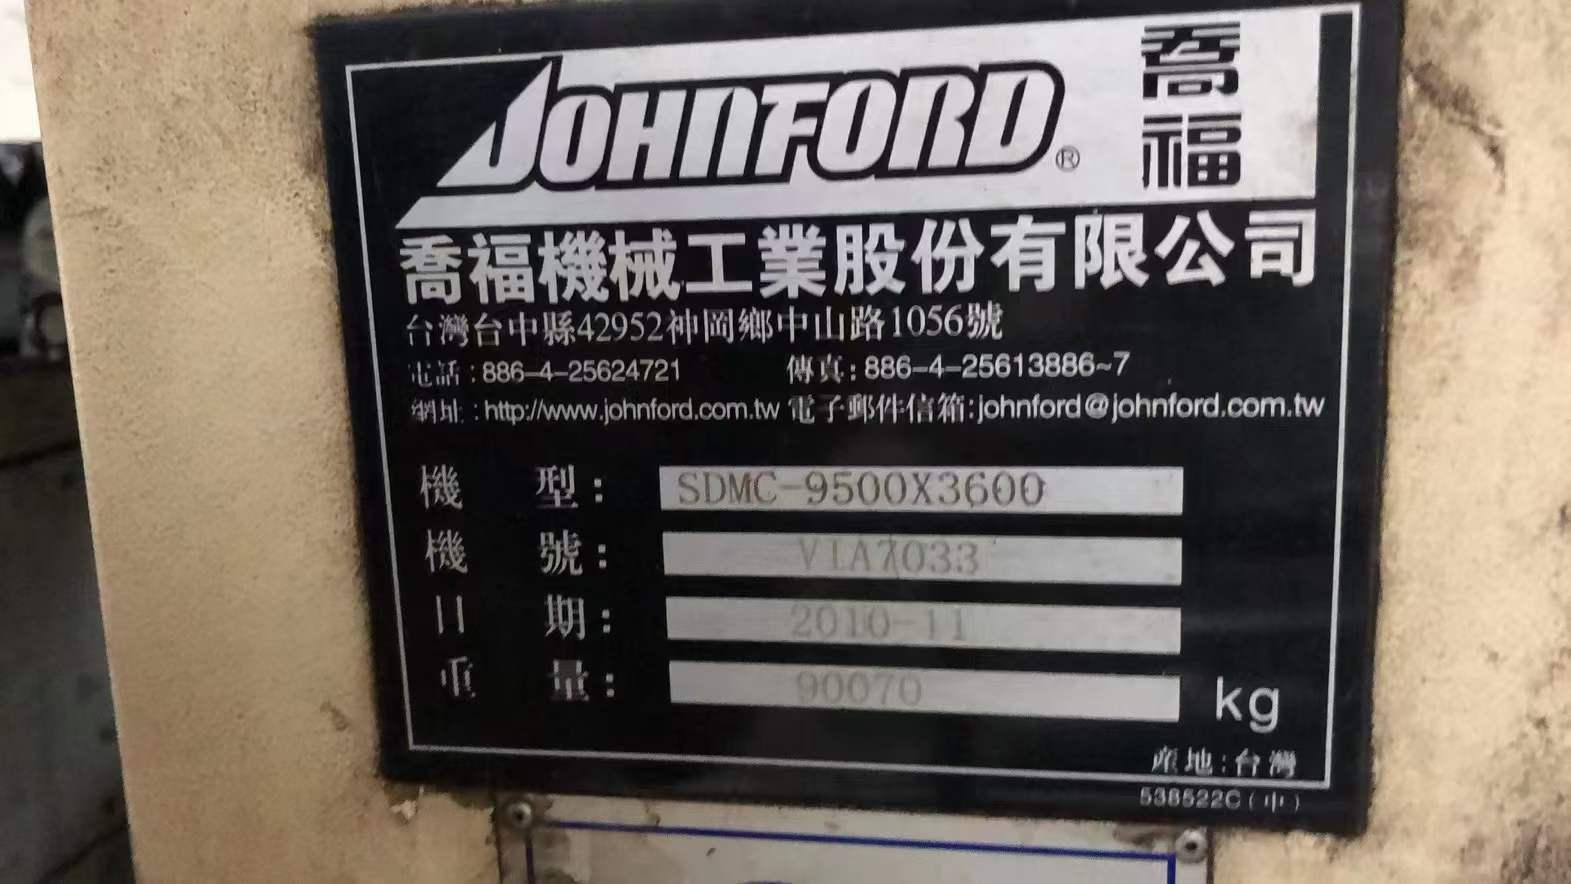 JOHNFORD® 喬福
喬福機械工業股份有限公司
台灣台中縣42952神岡鄉中山路1056號
電話:886-4-25624721 傳真:886-4-25613886~7
網址:http://www.johnford.com.tw 電子郵件信箱:johnford@johnford.com.tw
機 型: SDMC-9500X3600
機 號: VIA7033
日 期: 2010-11
重 量: 90070 kg
產地:台灣
538522C(中)